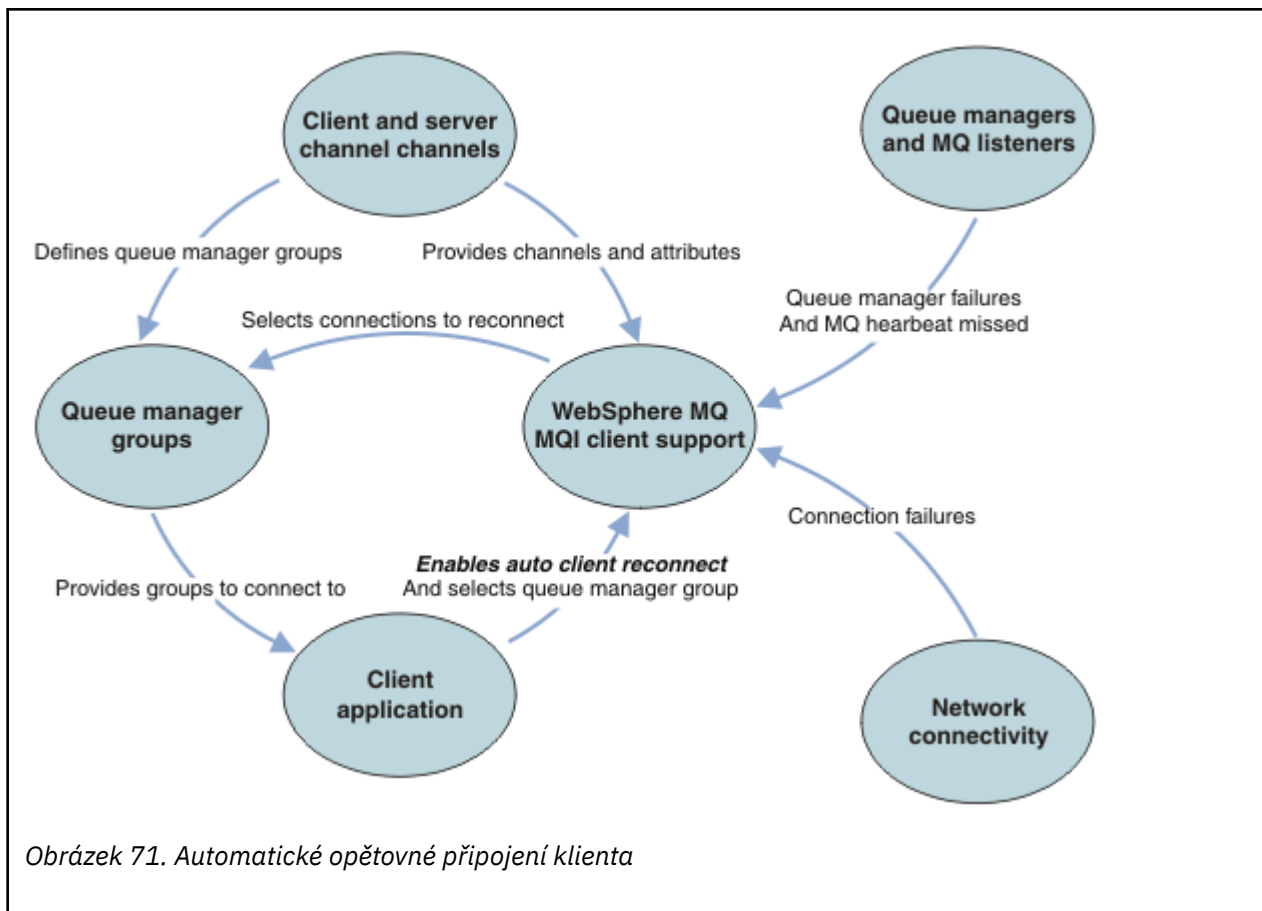 Client and server
channel channels
Queue managers
and MQ listeners
Defines queue manager groups
Provides channels and attributes
Queue manager failures
And MQ hearbeat missed
Selects connections to reconnect
Queue manager
groups
WebSphere MQ
MQI client support
Connection failures
Enables auto client reconnect
And selects queue manager group
Provides groups to connect to
Client
application
Network
connectivity
Obrázek 71. Automatické opětovné připojení klienta